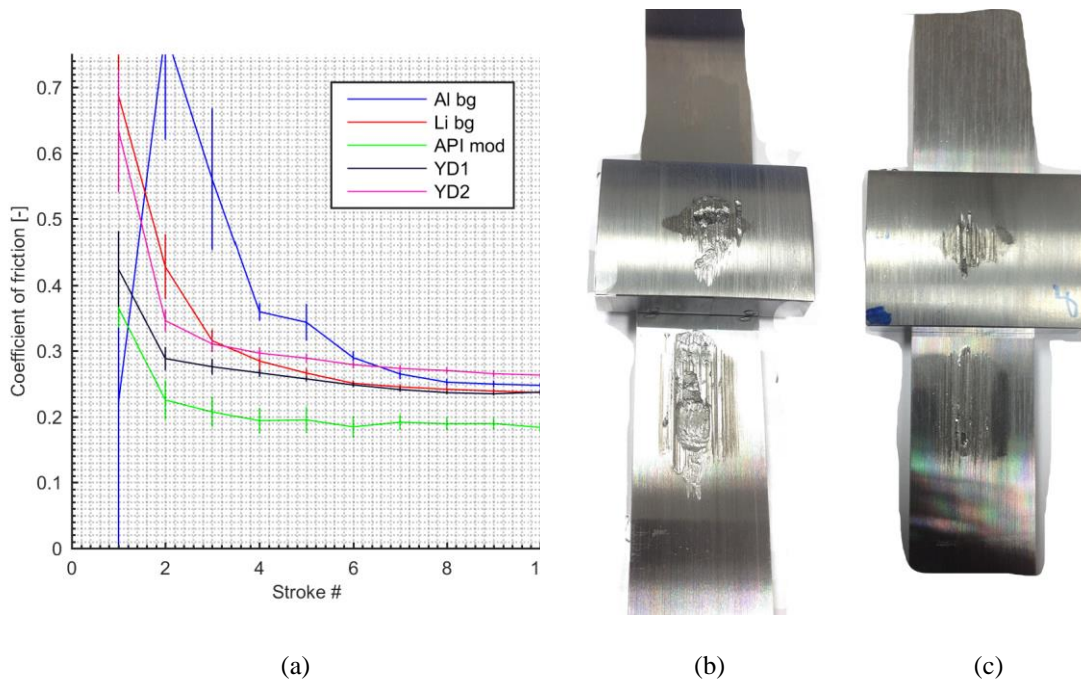 Coefficient of friction [-]
0.7
0.6
0.5
0.4
0.3
0.2
0.1
0
0
2
4
6
8
1
Stroke #
Al bg
Li bg
API mod
YD1
YD2
(a)
(b)
(c)